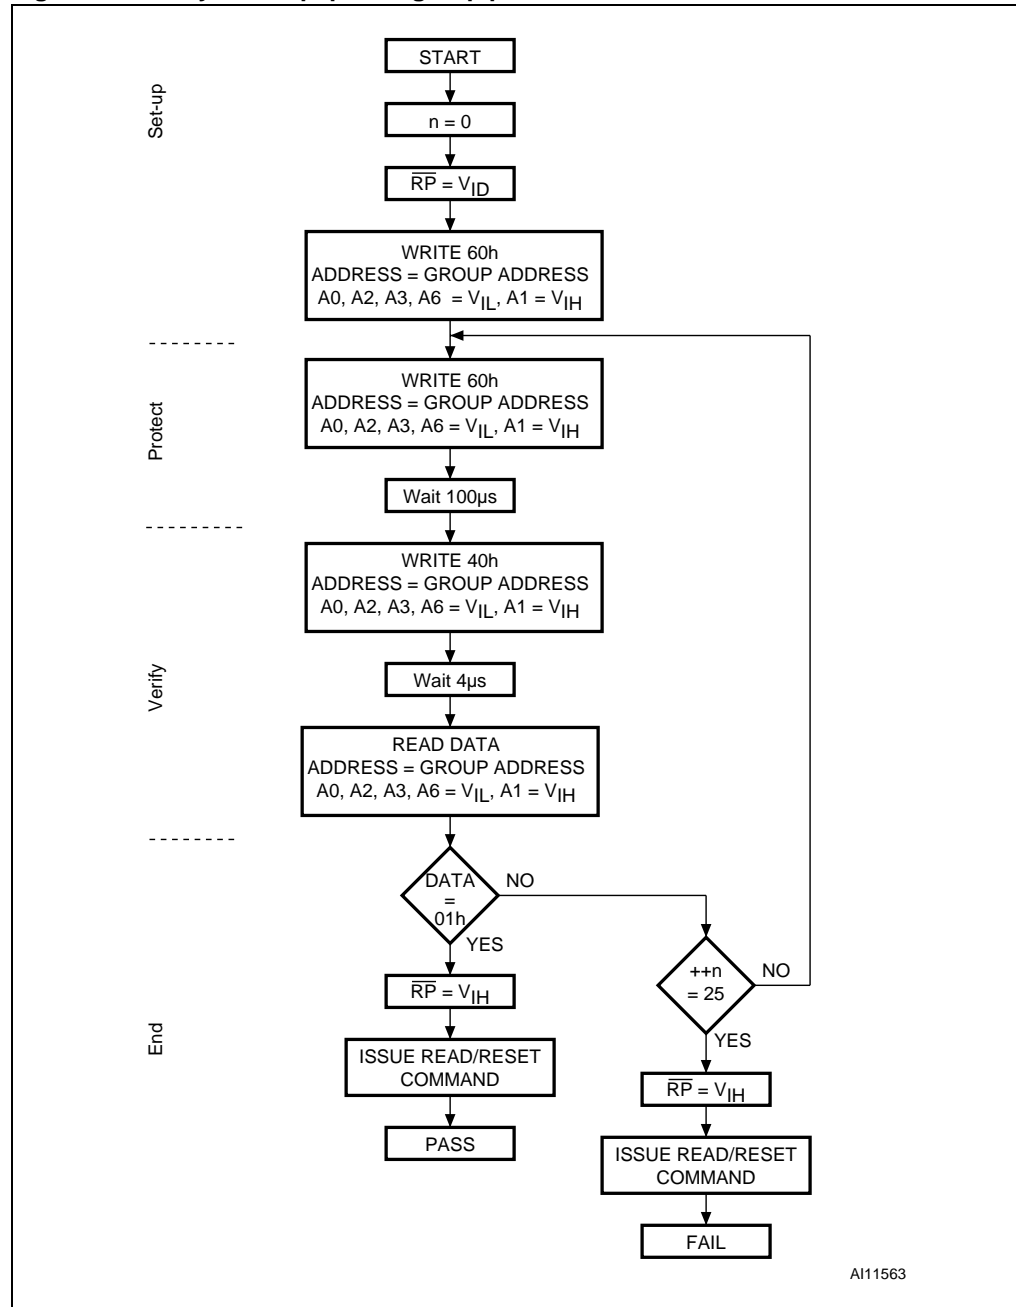 START
Set-up
n = 0
R̅P̅ = VID
WRITE 60h
ADDRESS = GROUP ADDRESS
A0, A2, A3, A6 = VIL, A1 = VIH
Protect
WRITE 60h
ADDRESS = GROUP ADDRESS
A0, A2, A3, A6 = VIL, A1 = VIH
Wait 100µs
WRITE 40h
ADDRESS = GROUP ADDRESS
A0, A2, A3, A6 = VIL, A1 = VIH
Verify
Wait 4µs
READ DATA
ADDRESS = GROUP ADDRESS
A0, A2, A3, A6 = VIL, A1 = VIH
DATA
=
01h
NO
YES
++n
= 25
NO
YES
End
R̅P̅ = VIH
ISSUE READ/RESET
COMMAND
PASS
R̅P̅ = VIH
ISSUE READ/RESET
COMMAND
FAIL
AI11563